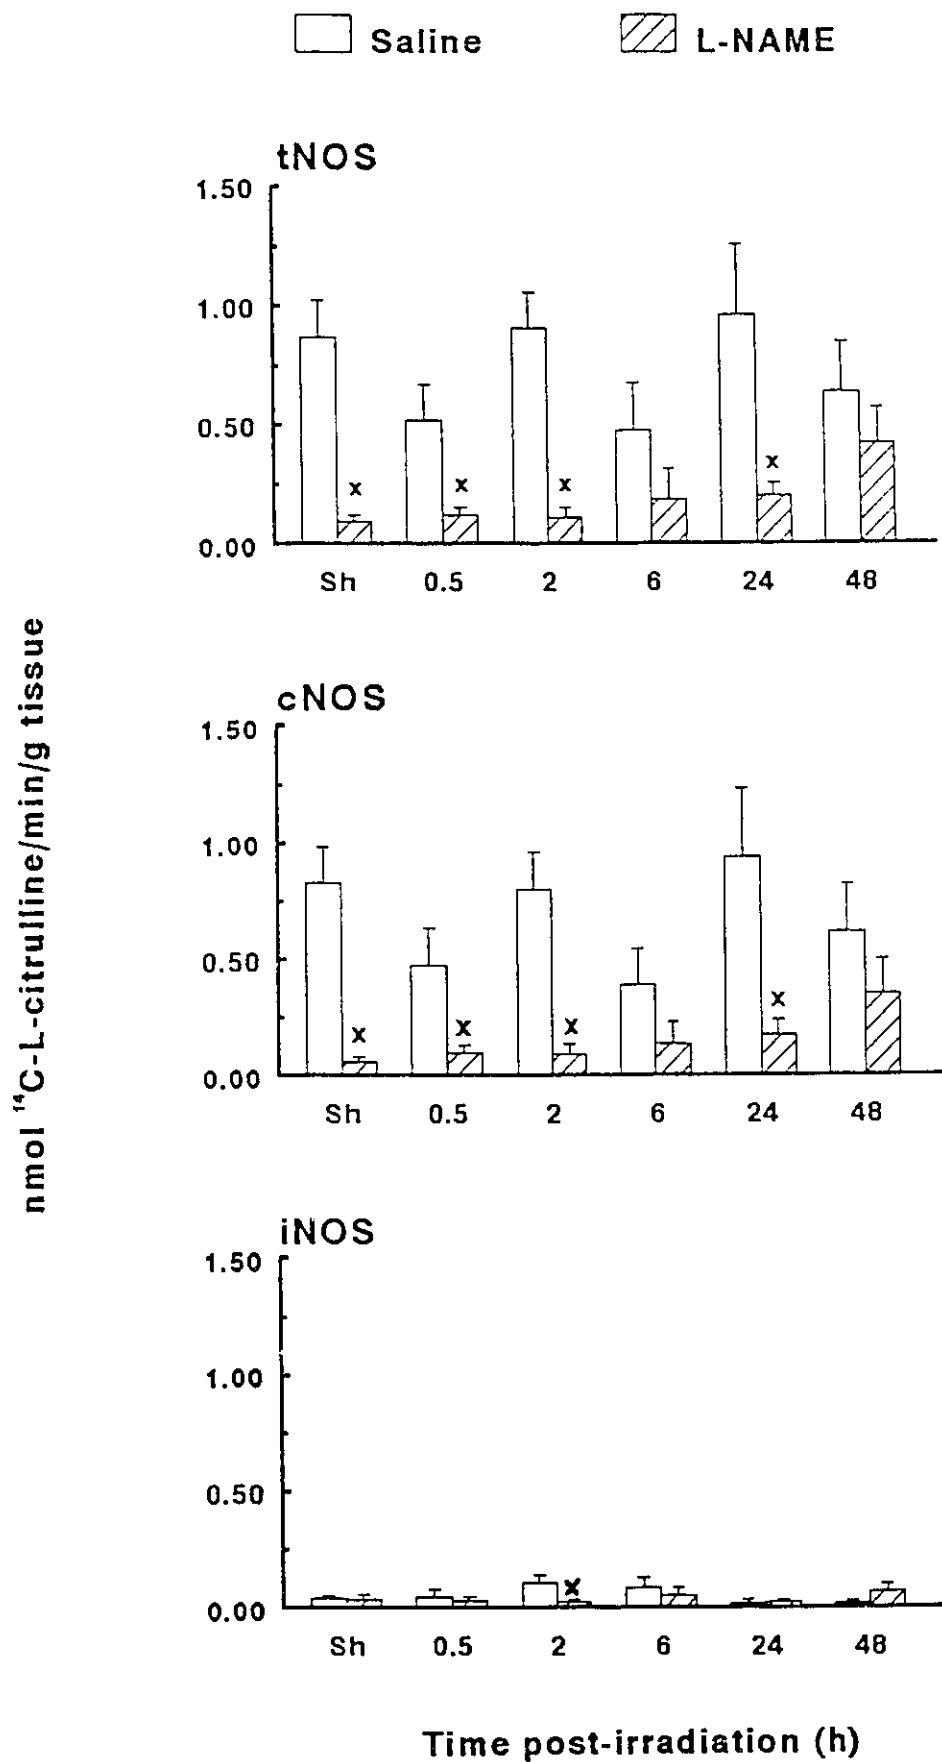 Saline L-NAME
tNOS
1.50
1.00
0.50
0.00
x x x x
Sh 0.5 2 6 24 48
cNOS
1.50
1.00
0.50
0.00
x x x x
Sh 0.5 2 6 24 48
iNOS
1.50
1.00
0.50
0.00
x
Sh 0.5 2 6 24 48
nmol ¹⁴C-L-citrulline/min/g tissue
Time post-irradiation (h)